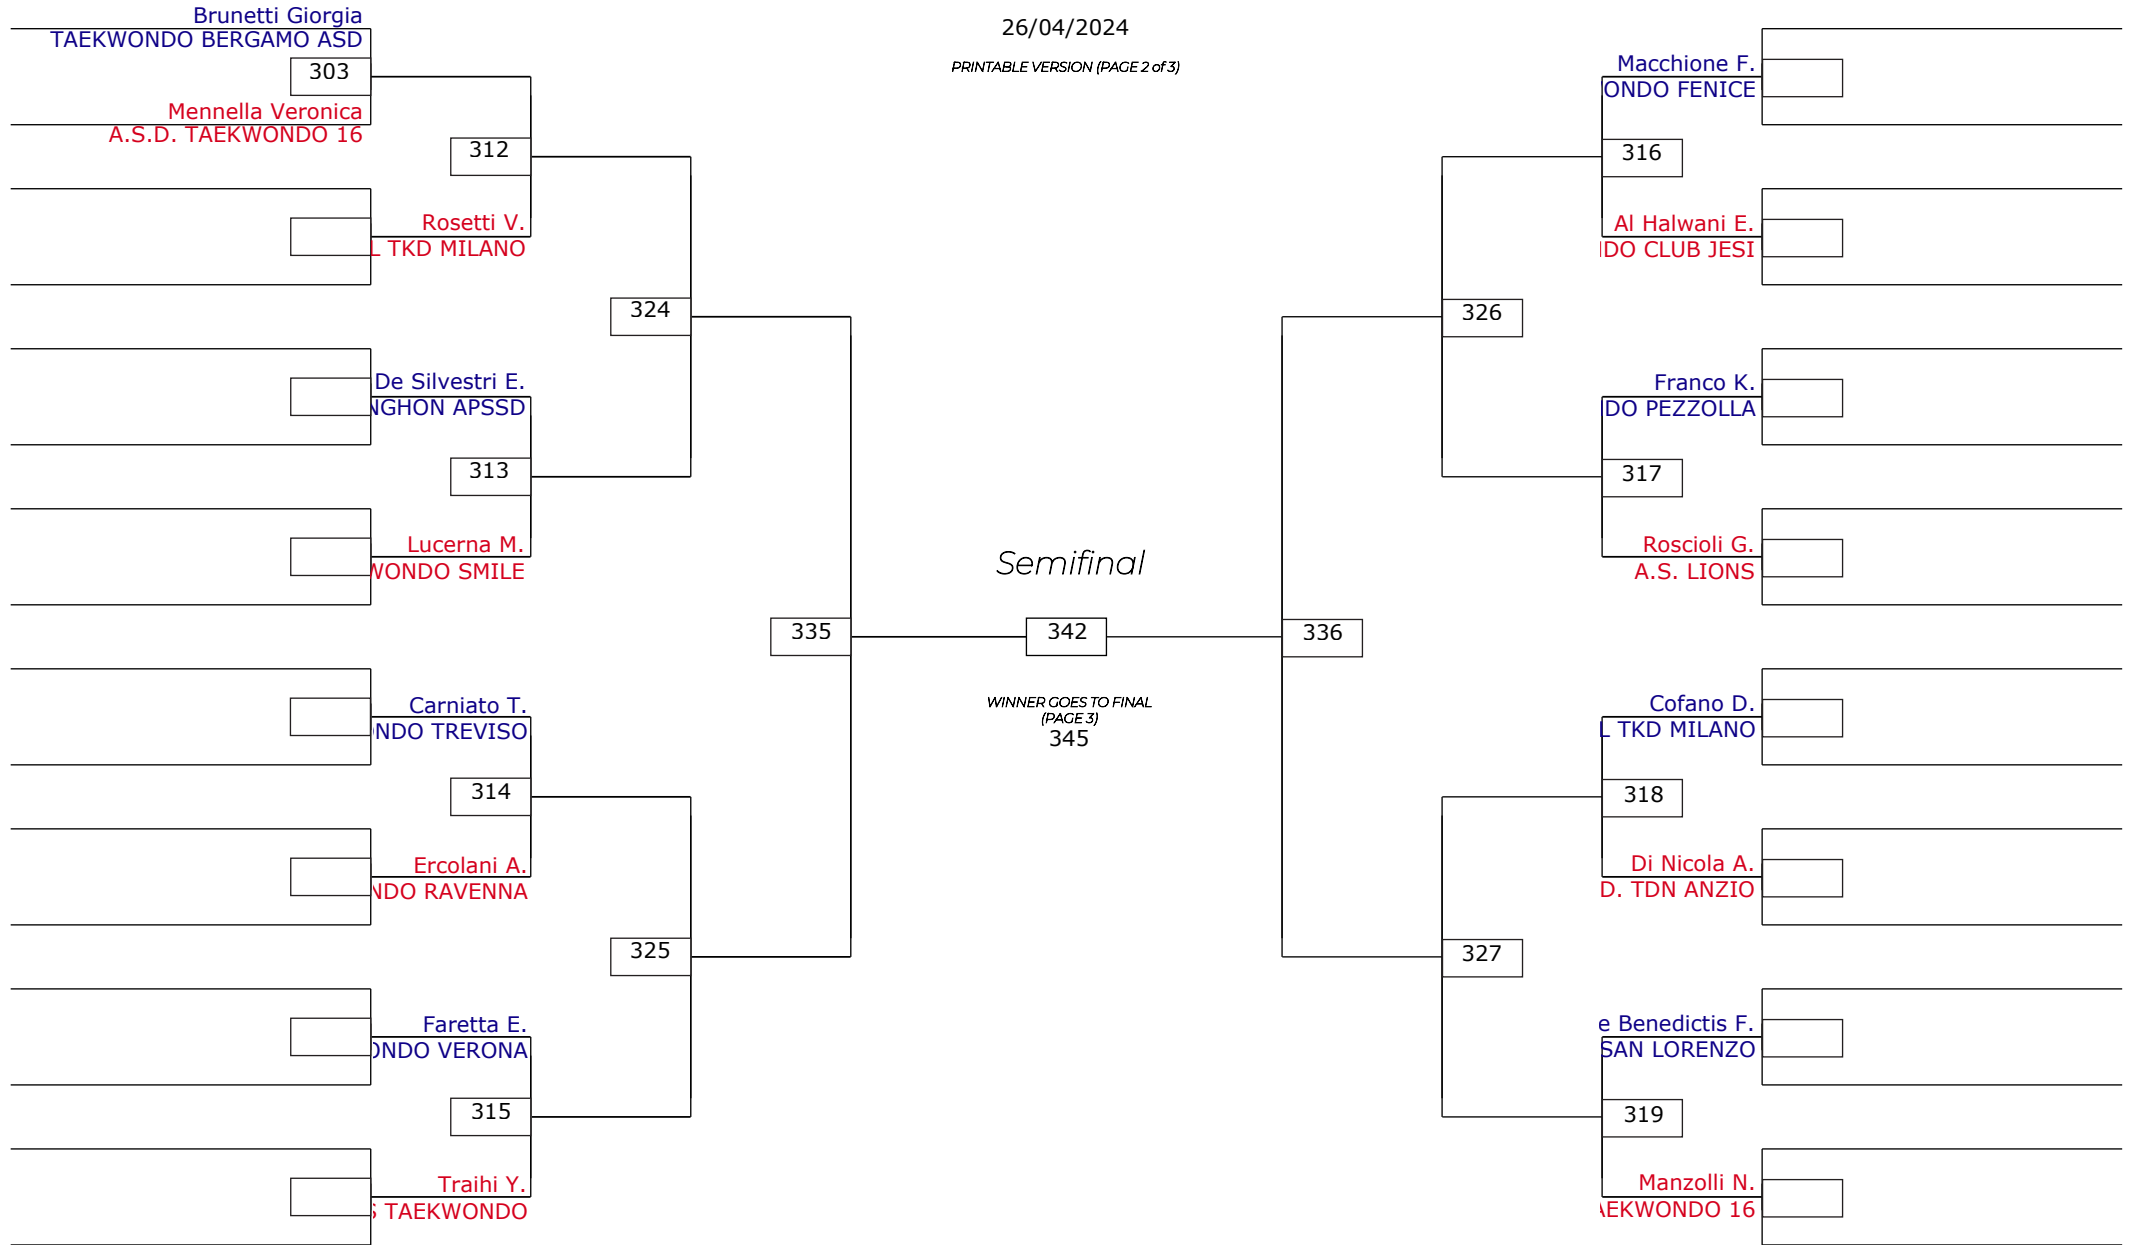 26/04/2024
PRINTABLE VERSION (PAGE 2 of 3)
Brunetti Giorgia
TAEKWONDO BERGAMO ASD
303
Mennella Veronica
A.S.D. TAEKWONDO 16
312
Rosetti V.
L TKD MILANO
324
De Silvestri E.
NGHON APSSD
313
Lucerna M.
WONDO SMILE
335
Carniato T.
NDO TREVISO
314
Ercolani A.
NDO RAVENNA
325
Faretta E.
ONDO VERONA
315
Traihi Y.
S TAEKWONDO
Semifinal
342
WINNER GOES TO FINAL
(PAGE 3)
345
Macchione F.
ONDO FENICE
316
Al Halwani E.
NDO CLUB JESI
326
Franco K.
DO PEZZOLLA
317
Roscioli G.
A.S. LIONS
336
Cofano D.
L TKD MILANO
318
Di Nicola A.
D. TDN ANZIO
327
e Benedictis F.
SAN LORENZO
319
Manzolli N.
AEKWONDO 16